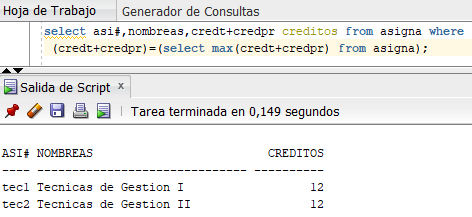 Hoja de Trabajo Generador de Consultas
select asi#,nombreas,credt+credpr creditos from asigna where
(credt+credpr)=(select max(credt+credpr) from asigna);
Salida de Script x
Tarea terminada en 0,149 segundos
ASI# NOMBREAS CREDITOS
---- ------------------------------ ----------
tec1 Tecnicas de Gestion I 12
tec2 Tecnicas de Gestion II 12